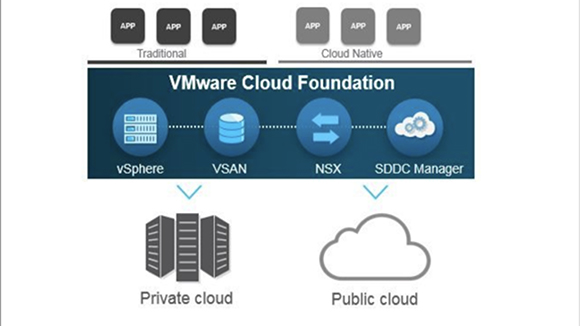 APP APP APP APP APP APP
Traditional Cloud Native
VMware Cloud Foundation
vSphere VSAN NSX SDDC Manager
Private cloud Public cloud